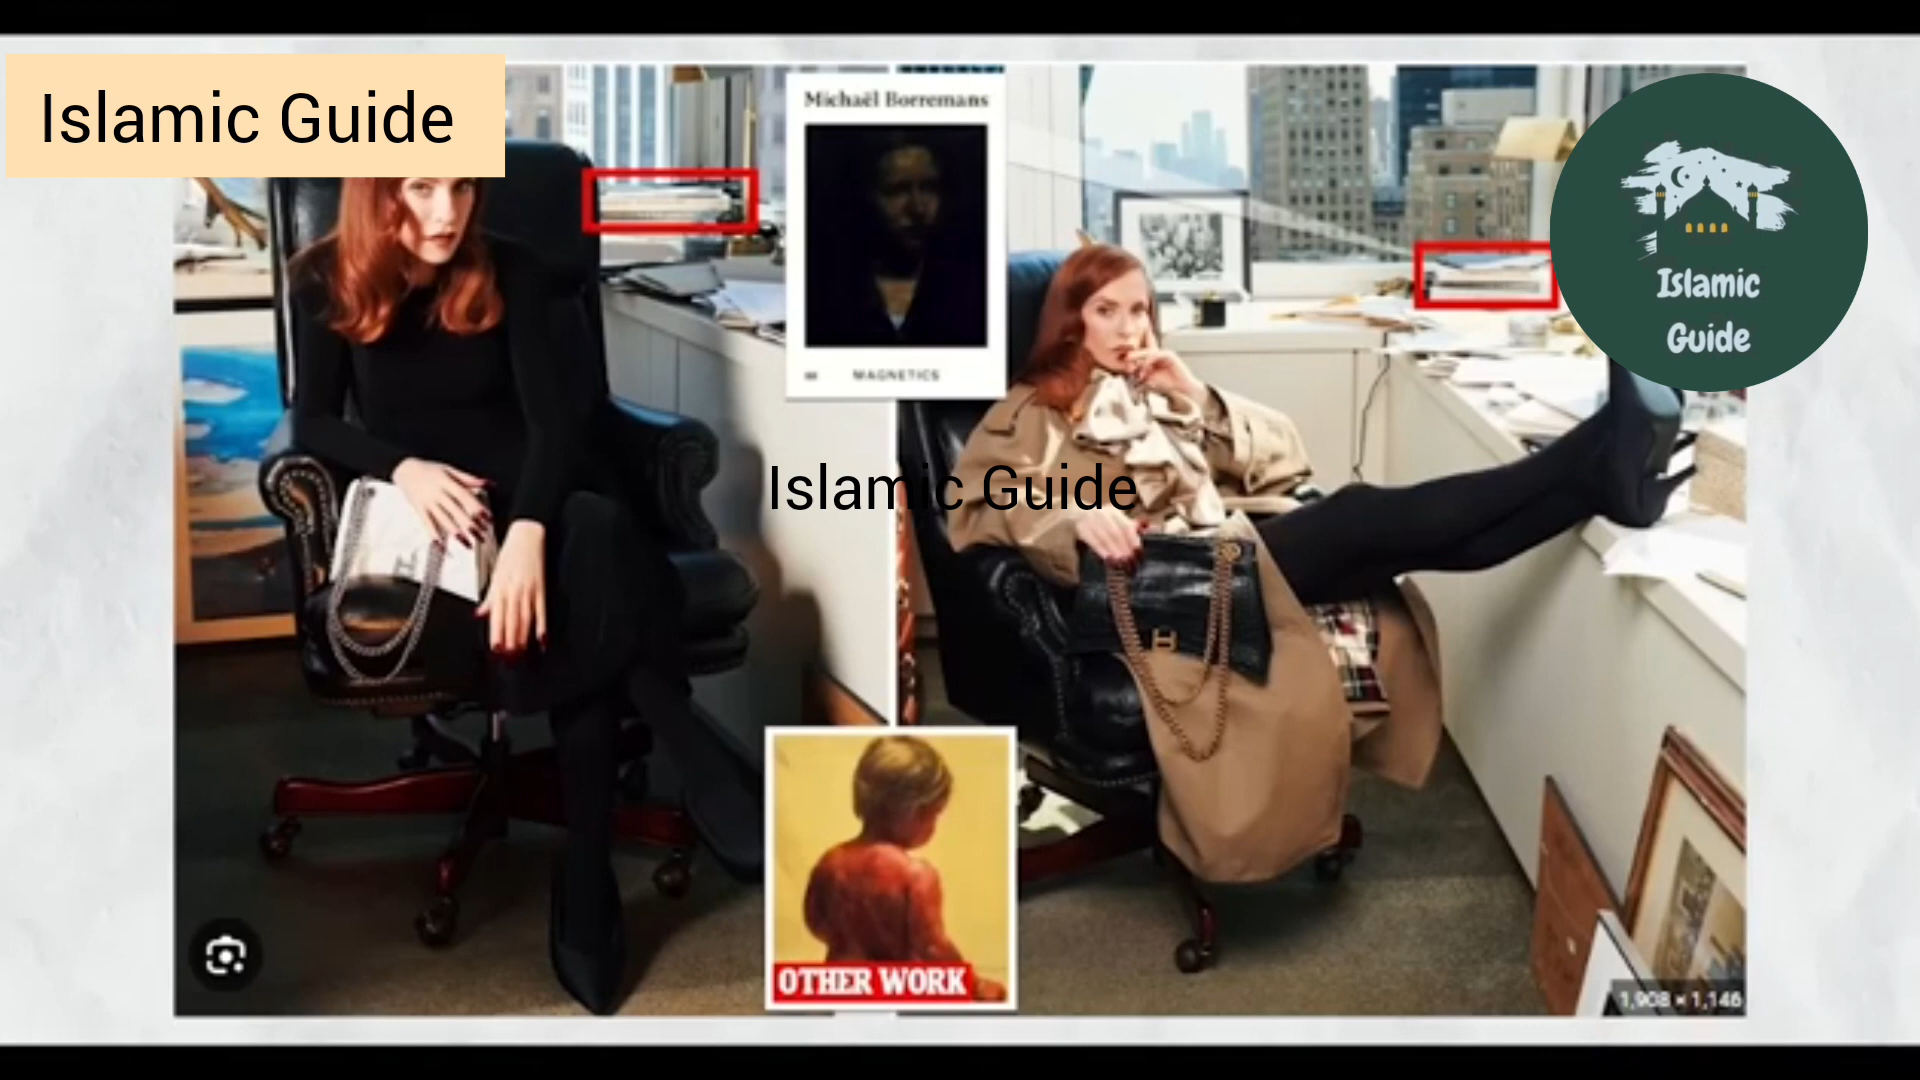 Islamic Guide
Michaël Borremans
MAGNETICS
Islamic
Guide
Islamic Guide
OTHER WORK
1,908 × 1,146